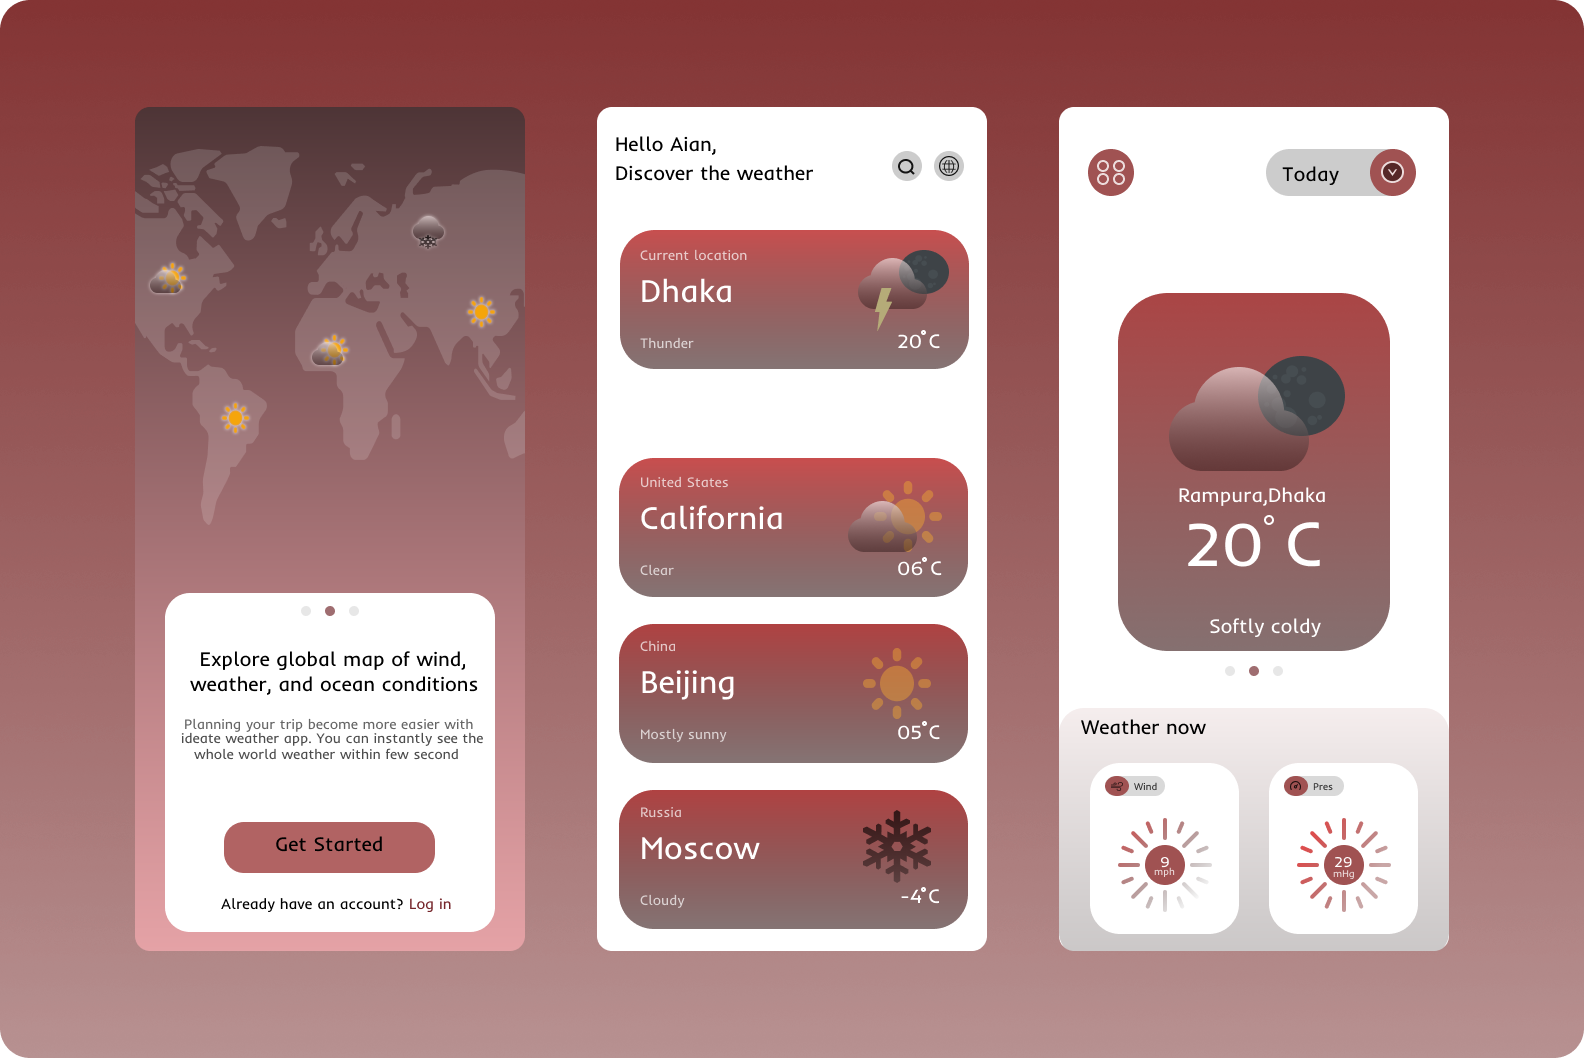 Explore global map of wind,
weather, and ocean conditions
Planning your trip become more easier with
ideate weather app. You can instantly see the
whole world weather within few second
Get Started
Already have an account? Log in
Hello Aian,
Discover the weather
Current location
Dhaka
Thunder
20°C
United States
California
Clear
06°C
China
Beijing
Mostly sunny
05°C
Russia
Moscow
Cloudy
-4°C
Today
Rampura,Dhaka
20°C
Softly coldy
Weather now
Wind
9
mph
Pres
29
mHg